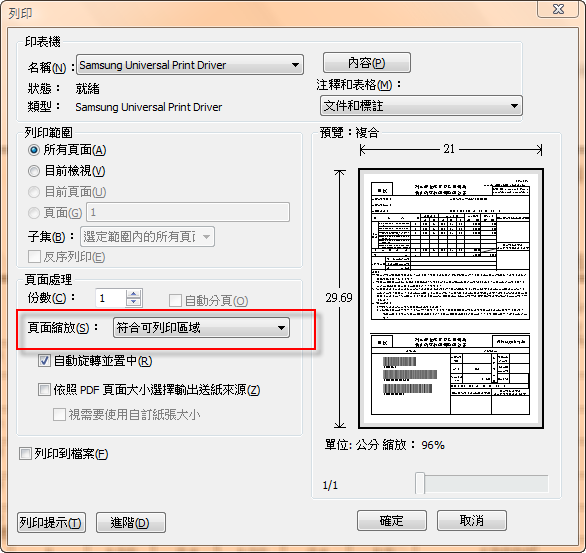 列印
印表機
名稱(N)： Samsung Universal Print Driver
內容(P)
狀態： 就緒
註釋和表格(M)：
類型： Samsung Universal Print Driver
文件和標註
列印範圍
所有頁面(A)
目前檢視(V)
目前頁面(U)
頁面(G) 1
子集(B)： 選定範圍內的所有頁面
反序列印(E)
頁面處理
份數(C)： 1 自動分頁(O)
頁面縮放(S)： 符合可列印區域
自動旋轉並置中(R)
依照 PDF 頁面大小選擇輸出送紙來源(Z)
視需要使用自訂紙張大小
列印到檔案(F)
預覽：複合
21
29.69
單位: 公分 縮放： 96%
1/1
列印提示(T) 進階(D) 確定 取消